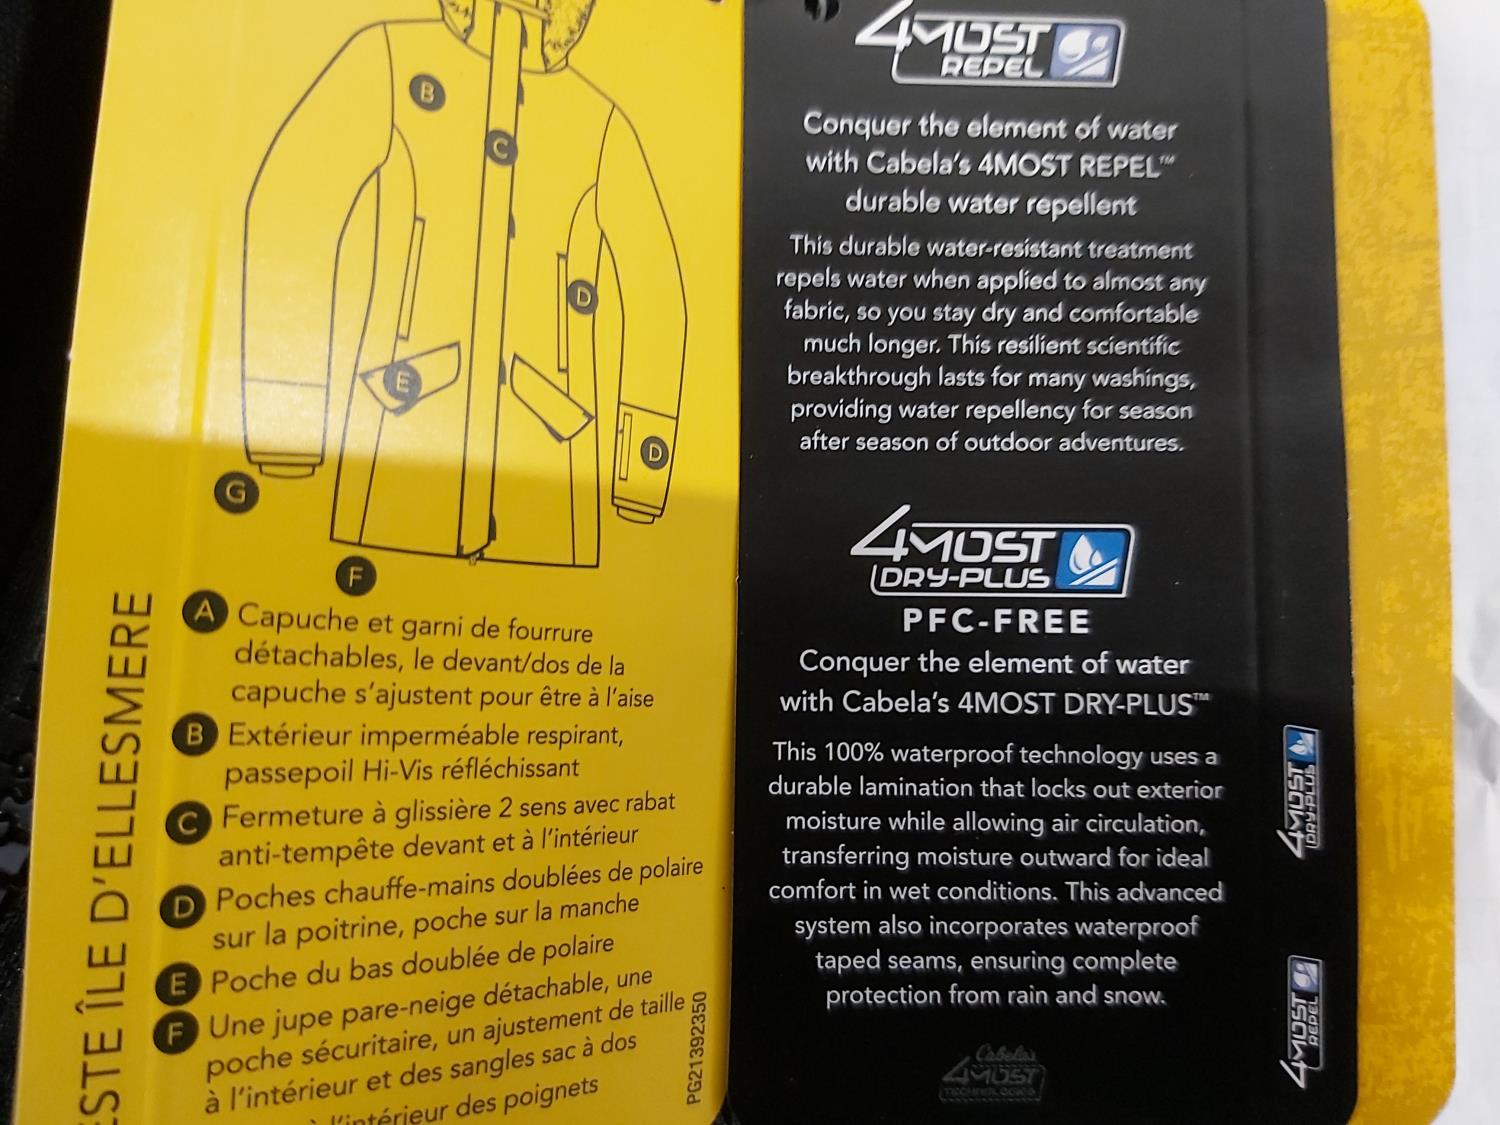 B
C
D
E
D
G
F
ESTE ÎLE D'ELLESMERE
A Capuche et garni de fourrure
détachables, le devant/dos de la
capuche s'ajustent pour être à l'aise
B Extérieur imperméable respirant,
passepoil Hi-Vis réfléchissant
C Fermeture à glissière 2 sens avec rabat
anti-tempête devant et à l'intérieur
D Poches chauffe-mains doublées de polaire
sur la poitrine, poche sur la manche
E Poche du bas doublée de polaire
F Une jupe pare-neige détachable, une
poche sécuritaire, un ajustement de taille
à l'intérieur et des sangles sac à dos
à l'intérieur des poignets
PG21392350
4MOST
REPEL
Conquer the element of water
with Cabela's 4MOST REPEL™
durable water repellent
This durable water-resistant treatment
repels water when applied to almost any
fabric, so you stay dry and comfortable
much longer. This resilient scientific
breakthrough lasts for many washings,
providing water repellency for season
after season of outdoor adventures.
4MOST
DRY-PLUS
PFC-FREE
Conquer the element of water
with Cabela's 4MOST DRY-PLUS™
This 100% waterproof technology uses a
durable lamination that locks out exterior
moisture while allowing air circulation,
transferring moisture outward for ideal
comfort in wet conditions. This advanced
system also incorporates waterproof
taped seams, ensuring complete
protection from rain and snow.
Cabela's
4MOST
TECHNOLOGIES
4MOST
DRY-PLUS
4MOST
REPEL